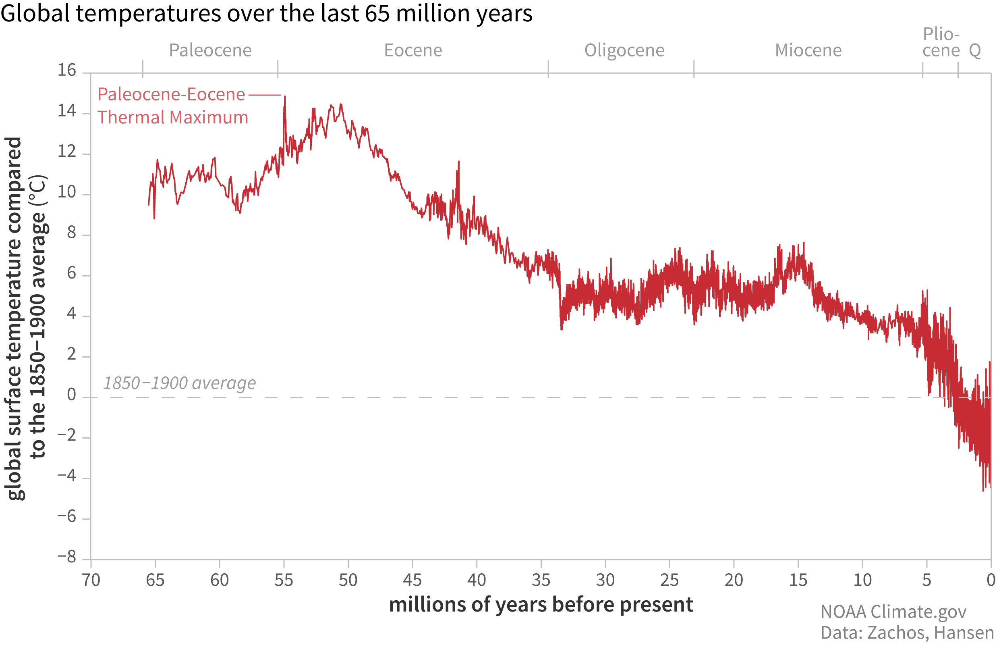 Global temperatures over the last 65 million years
Paleocene
Eocene
Oligocene
Miocene
Plio-
cene
Q
global surface temperature compared
to the 1850–1900 average (°C)
16
14
12
10
8
6
4
2
0
−2
−4
−6
−8
Paleocene-Eocene
Thermal Maximum
1850–1900 average
70 65 60 55 50 45 40 35 30 25 20 15 10 5 0
millions of years before present
NOAA Climate.gov
Data: Zachos, Hansen